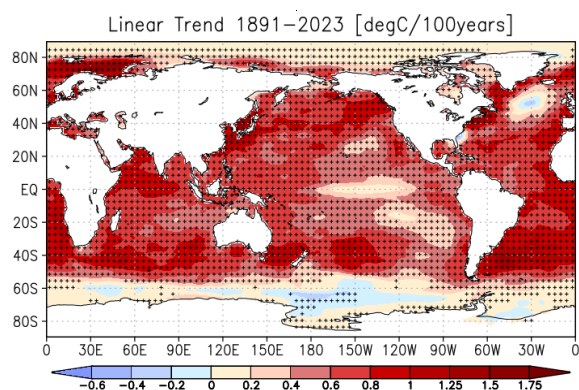 Linear Trend 1891−2023 [degC/100years]
80N
60N
40N
20N
EQ
20S
40S
60S
80S
0 30E 60E 90E 120E 150E 180 150W 120W 90W 60W 30W 0
−0.6 −0.4 −0.2 0 0.2 0.4 0.6 0.8 1 1.25 1.5 1.75